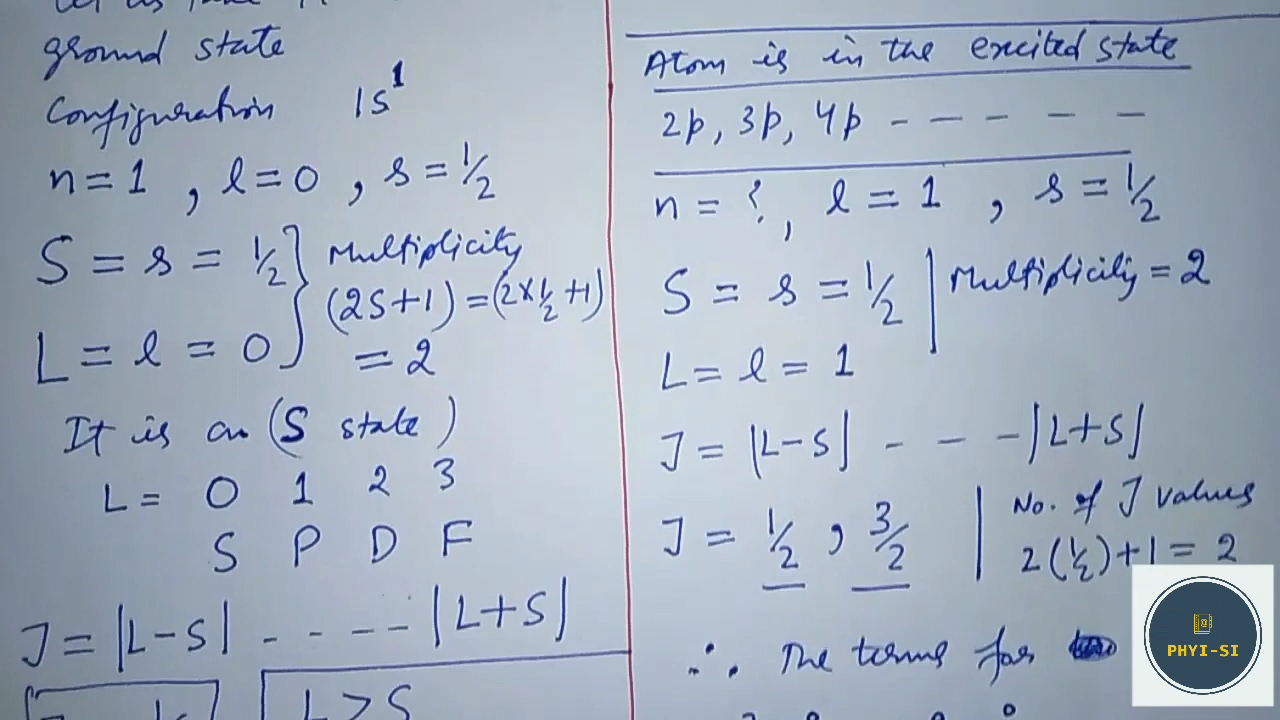 ground state
Configuration 1s¹
n = 1 , l = 0 , s = 1/2
S = s = 1/2 } Multiplicity
(2S+1) = (2×1/2+1)
L = l = 0 = 2
It is an (S state)
L = 0 1 2 3
S P D F
J = |L-S| - - - - - |L+S|
L > S
Atom is in the excited state
2p, 3p, 4p - - - - - -
n = ?, l = 1 , s = 1/2
S = s = 1/2 | Multiplicity = 2
L = l = 1
J = |L-S| - - - |L+S|
J = 1/2 , 3/2 | No. of J values
2(1/2)+1 = 2
∴ The terms for
PHYI-SI